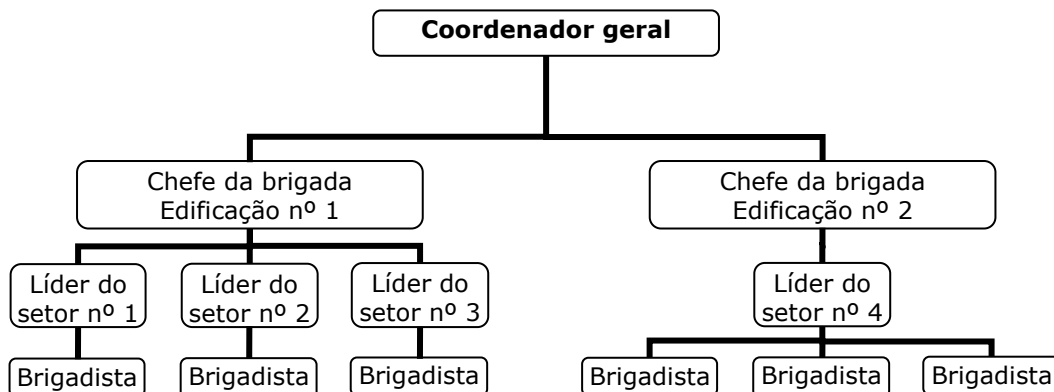 Coordenador geral
Chefe da brigada
Edificação nº 1
Chefe da brigada
Edificação nº 2
Líder do
setor nº 1
Líder do
setor nº 2
Líder do
setor nº 3
Líder do
setor nº 4
Brigadista
Brigadista
Brigadista
Brigadista
Brigadista
Brigadista